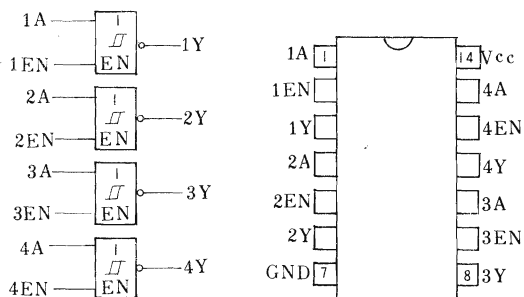 1A 1 1Y
1EN EN
2A 1 2Y
2EN EN
3A 1 3Y
3EN EN
4A 1 4Y
4EN EN
1A 1 14 Vcc
1EN 4A
1Y 4EN
2A 4Y
2EN 3A
2Y 3EN
GND 7 8 3Y